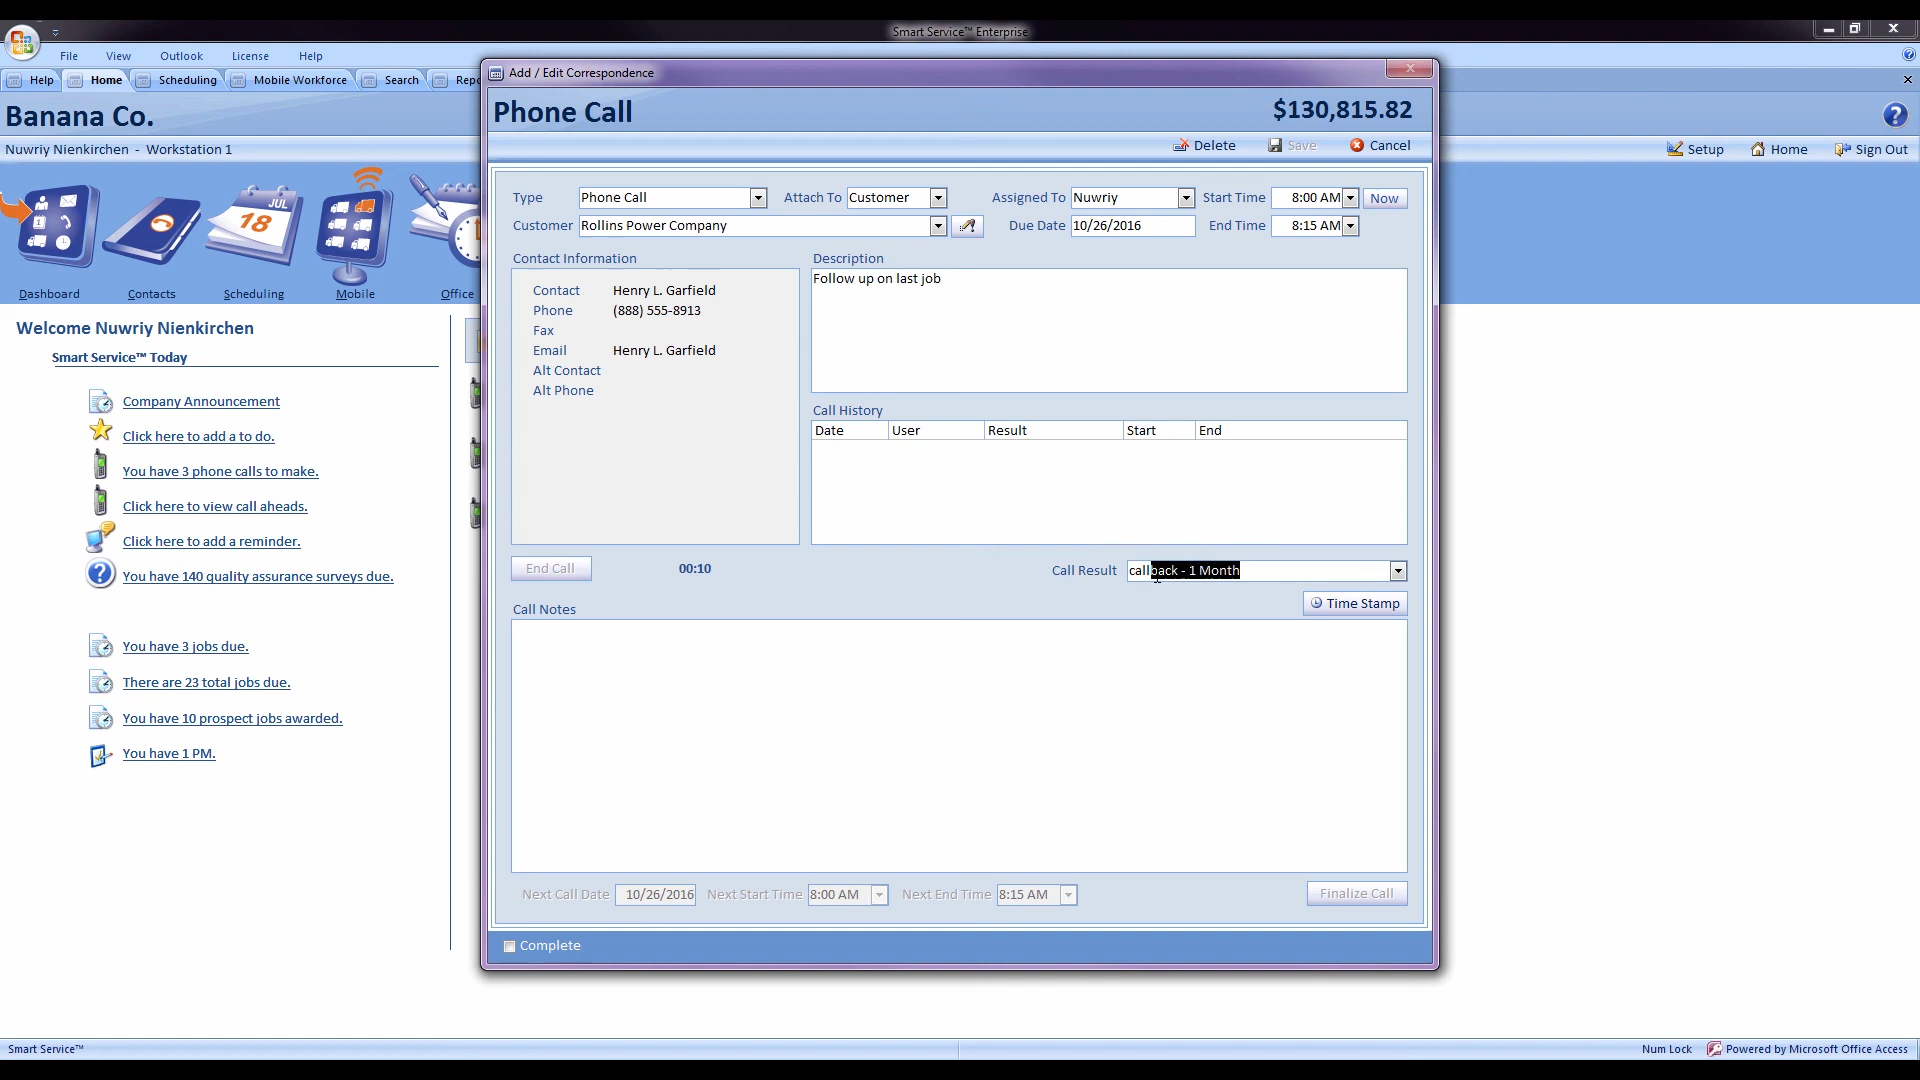 Smart Service™ Enterprise
File View Outlook License Help
Help Home Scheduling Mobile Workforce Search
Add / Edit Correspondence
Banana Co.
Phone Call $130,815.82
Nuwriy Nienkirchen - Workstation 1
Delete Save Cancel
Setup Home Sign Out
JUL
18
Dashboard Contacts Scheduling Mobile Office
Type Phone Call Attach To Customer Assigned To Nuwriy Start Time 8:00 AM Now
Customer Rollins Power Company Due Date 10/26/2016 End Time 8:15 AM
Contact Information Description
Contact Henry L. Garfield
Phone (888) 555-8913
Fax
Email Henry L. Garfield
Alt Contact
Alt Phone
Follow up on last job
Call History
Date User Result Start End
End Call 00:10 Call Result callback - 1 Month
Time Stamp
Call Notes
Next Call Date 10/26/2016 Next Start Time 8:00 AM Next End Time 8:15 AM Finalize Call
Complete
Welcome Nuwriy Nienkirchen
Smart Service™ Today
Company Announcement
Click here to add a to do.
You have 3 phone calls to make.
Click here to view call aheads.
Click here to add a reminder.
You have 140 quality assurance surveys due.
You have 3 jobs due.
There are 23 total jobs due.
You have 10 prospect jobs awarded.
You have 1 PM.
Smart Service™ Num Lock Powered by Microsoft Office Access